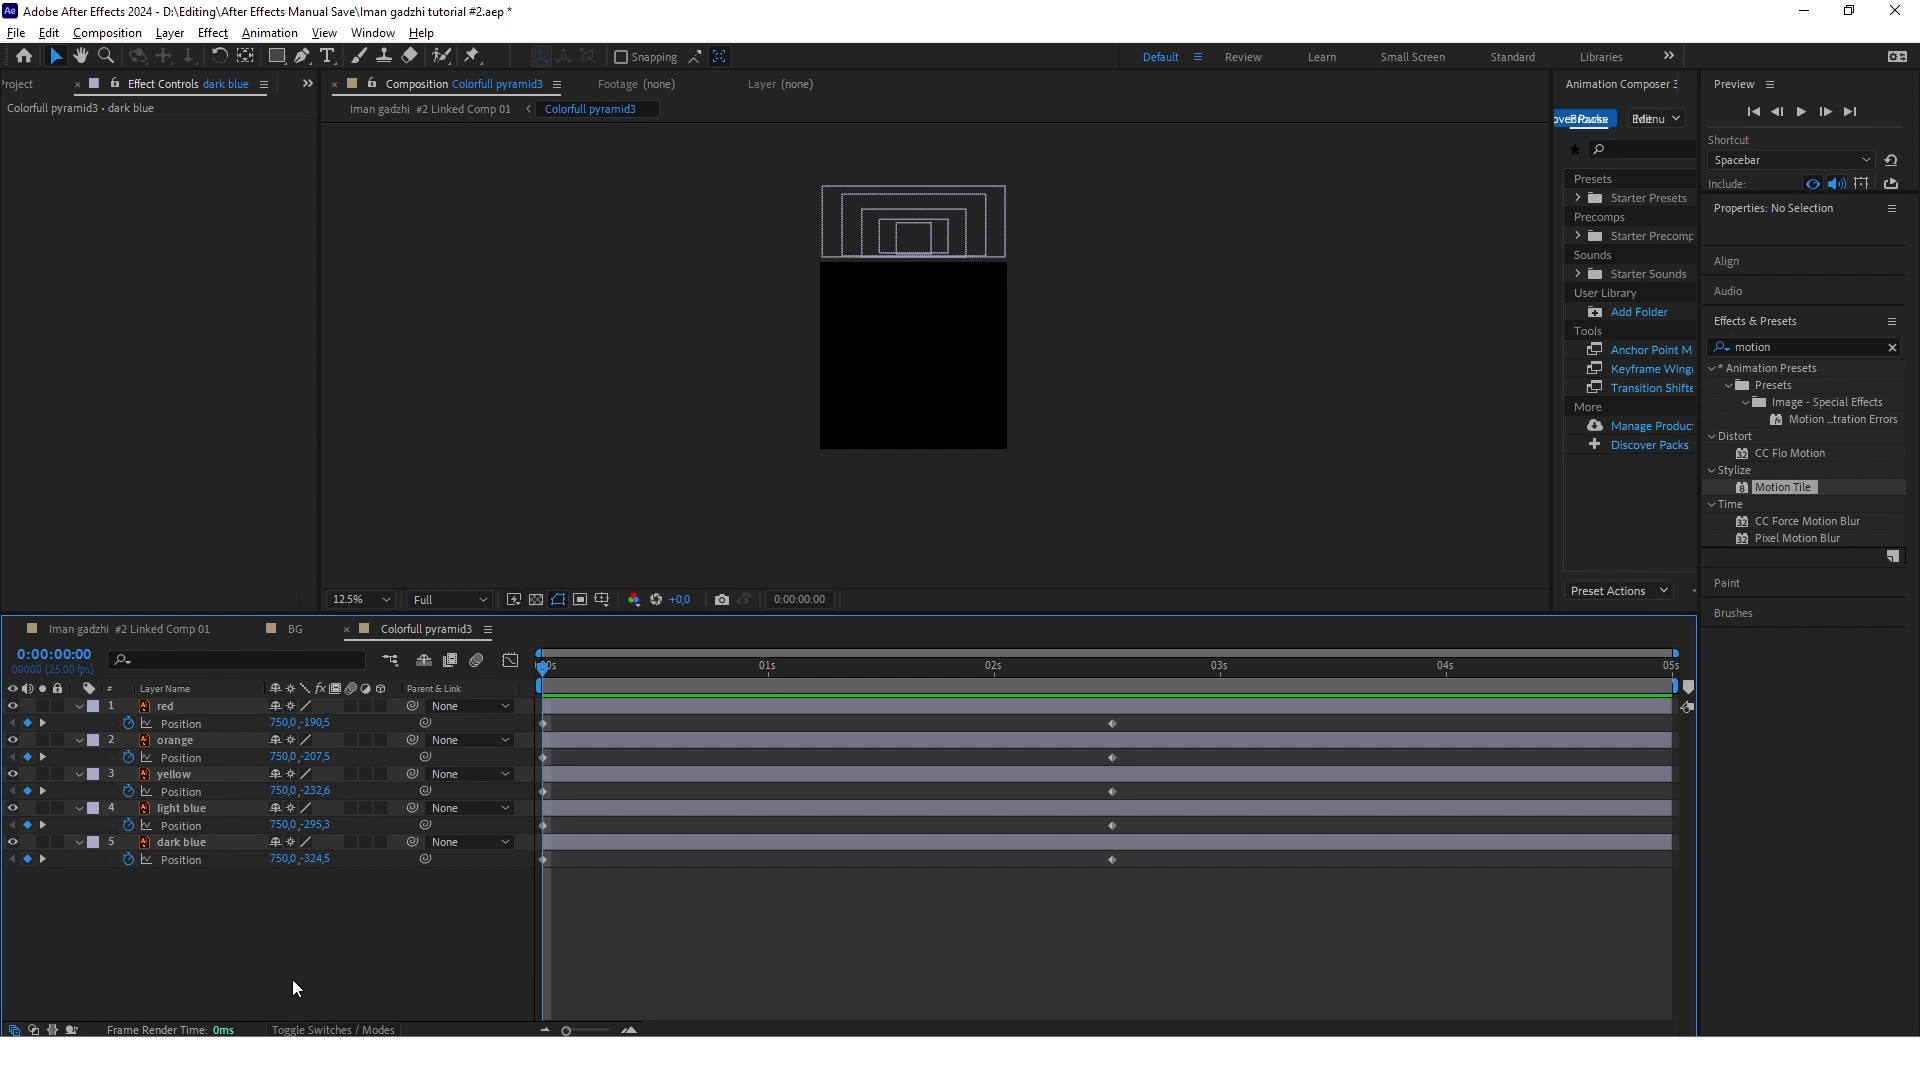 Adobe After Effects 2024 - D:\Editing\After Effects Manual Save\Iman gadzhi tutorial #2.aep *
File Edit Composition Layer Effect Animation View Window Help
Snapping
Default Review Learn Small Screen Standard Libraries
roject Effect Controls dark blue
Colorfull pyramid3 • dark blue
Composition Colorfull pyramid3 Footage (none) Layer (none)
Iman gadzhi #2 Linked Comp 01 Colorfull pyramid3
12.5% Full +0,0 0:00:00:00
Animation Composer 3
Menu
Presets
Starter Presets
Precomps
Starter Precomp
Sounds
Starter Sounds
User Library
Add Folder
Tools
Anchor Point M
Keyframe Wing
Transition Shifte
More
Manage Produc
Discover Packs
Preset Actions
Preview
Shortcut
Spacebar
Include:
Properties: No Selection
Align
Audio
Effects & Presets
motion
* Animation Presets
Presets
Image - Special Effects
Motion ...tration Errors
Distort
CC Flo Motion
Stylize
Motion Tile
Time
CC Force Motion Blur
Pixel Motion Blur
Paint
Brushes
Iman gadzhi #2 Linked Comp 01 BG Colorfull pyramid3
0:00:00:00
00000 (25.00 fps)
00s 01s 02s 03s 04s 05s
# Layer Name Parent & Link
1 red None
Position 750,0,-190,5
2 orange None
Position 750,0,-207,5
3 yellow None
Position 750,0,-232,6
4 light blue None
Position 750,0,-295,3
5 dark blue None
Position 750,0,-324,5
Frame Render Time: 0ms Toggle Switches / Modes